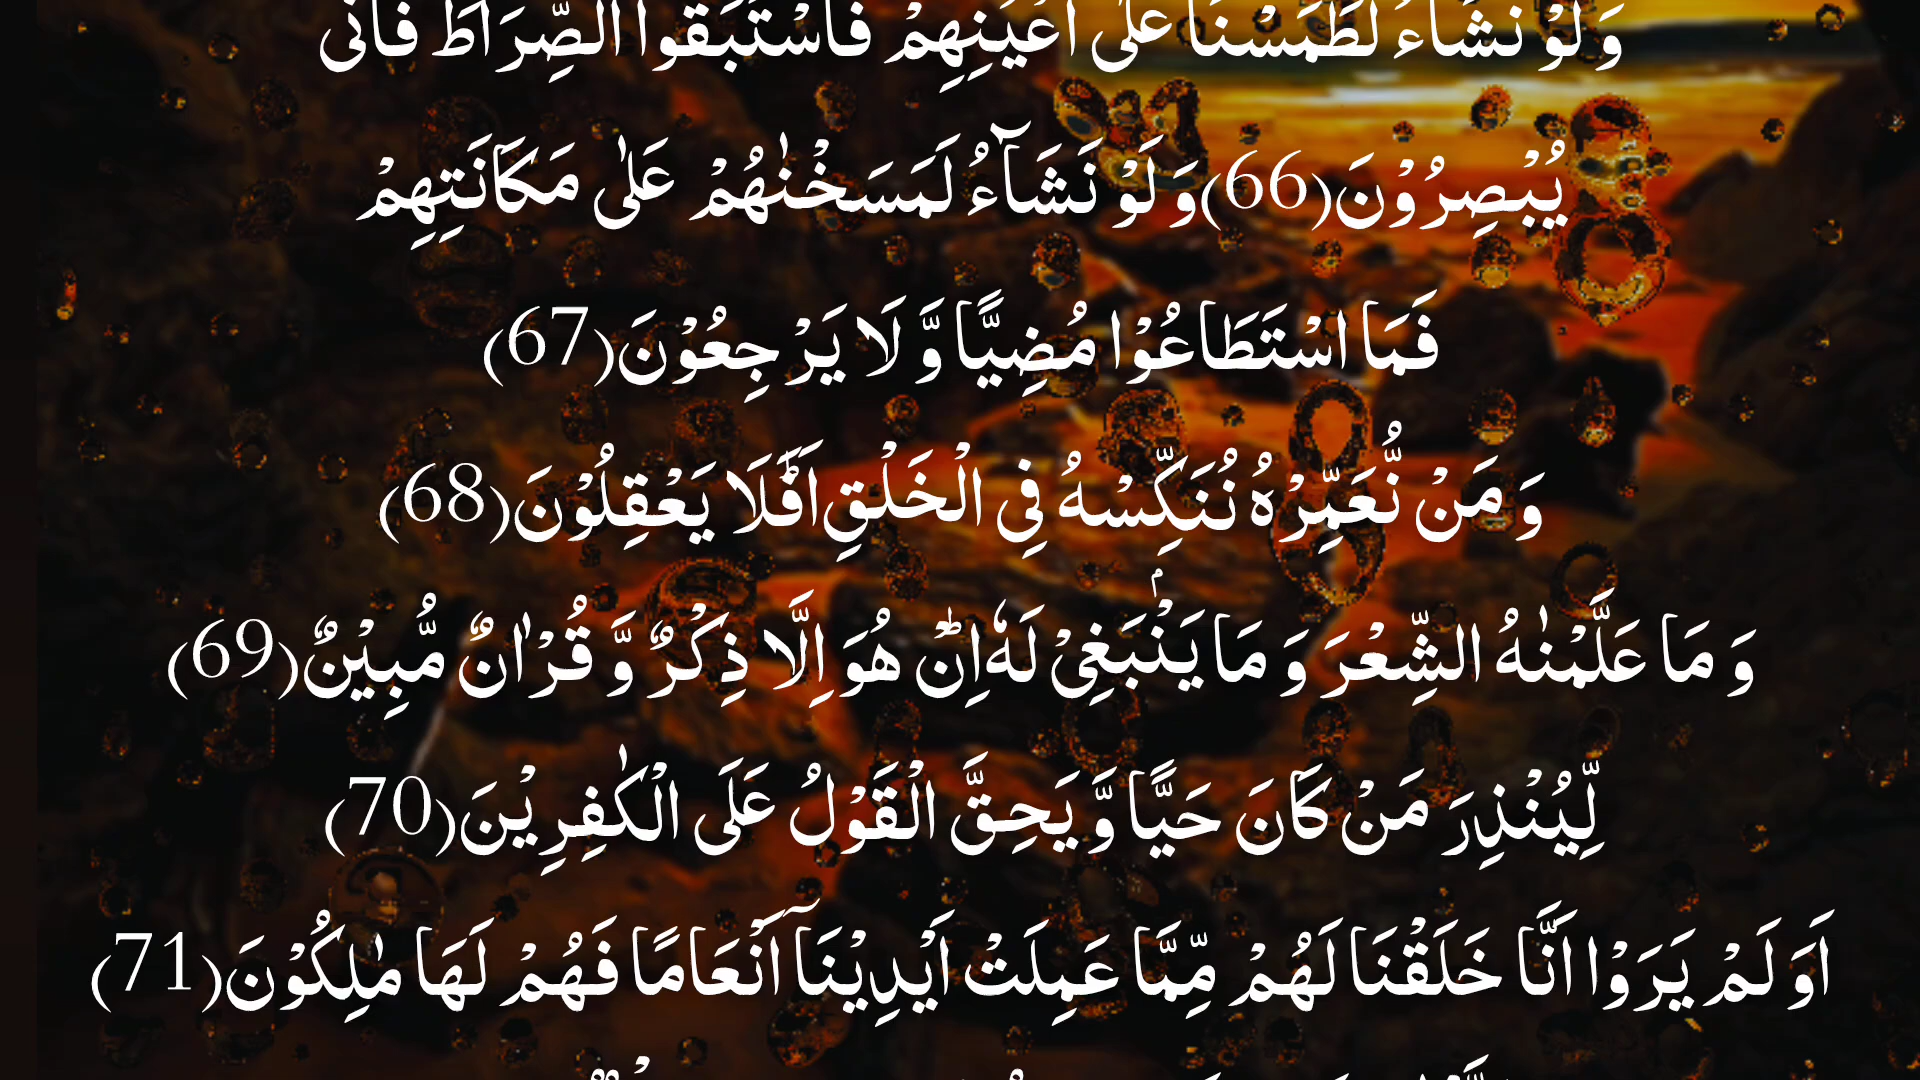 وَ لَوْ نَشَآءُ لَطَمَسْنَا عَلٰۤى اَعْیُنِهِمْ فَاسْتَبَقُوا الصِّرَاطَ فَاَنّٰى
یُبْصِرُوْنَ(66)وَ لَوْ نَشَآءُ لَمَسَخْنٰهُمْ عَلٰى مَكَانَتِهِمْ
فَمَا اسْتَطَاعُوْا مُضِیًّا وَّ لَا یَرْجِعُوْنَ(67)
وَ مَنْ نُّعَمِّرْهُ نُنَكِّسْهُ فِی الْخَلْقِؕ-اَفَلَا یَعْقِلُوْنَ(68)
وَ مَا عَلَّمْنٰهُ الشِّعْرَ وَ مَا یَنْۢبَغِیْ لَهٗؕ-اِنْ هُوَ اِلَّا ذِكْرٌ وَّ قُرْاٰنٌ مُّبِیْنٌ(69)
لِّیُنْذِرَ مَنْ كَانَ حَیًّا وَّ یَحِقَّ الْقَوْلُ عَلَى الْكٰفِرِیْنَ(70)
اَوَ لَمْ یَرَوْا اَنَّا خَلَقْنَا لَهُمْ مِّمَّا عَمِلَتْ اَیْدِیْنَاۤ اَنْعَامًا فَهُمْ لَهَا مٰلِكُوْنَ(71)